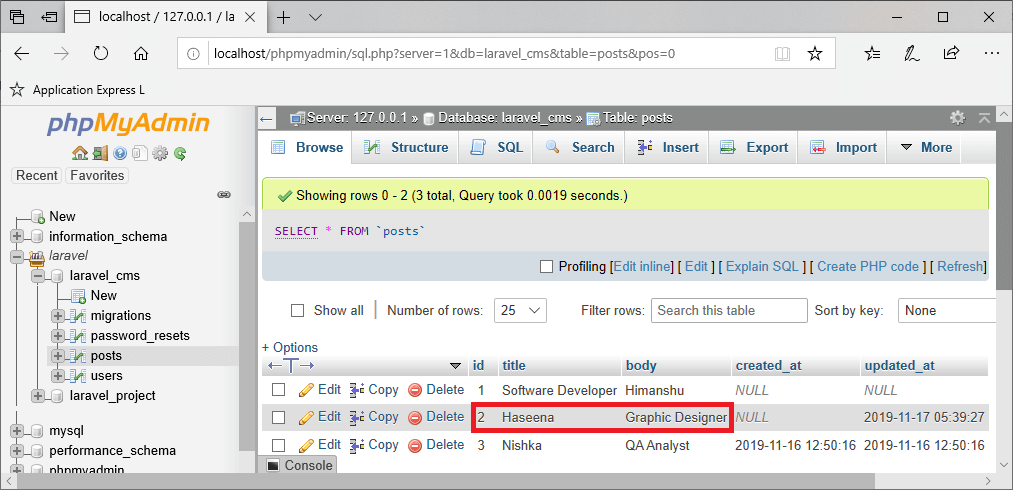 localhost / 127.0.0.1 / la
localhost/phpmyadmin/sql.php?server=1&db=laravel_cms&table=posts&pos=0
Application Express L
phpMyAdmin
Recent Favorites
New
information_schema
laravel
laravel_cms
New
migrations
password_resets
posts
users
laravel_project
mysql
performance_schema
phpmyadmin
Server: 127.0.0.1 » Database: laravel_cms » Table: posts
Browse Structure SQL Search Insert Export Import More
Showing rows 0 - 2 (3 total, Query took 0.0019 seconds.)
SELECT * FROM `posts`
Profiling [Edit inline] [ Edit ] [ Explain SQL ] [ Create PHP code ] [ Refresh]
Show all | Number of rows: 25 Filter rows: Search this table Sort by key: None
+ Options
←T→ id title body created_at updated_at
Edit Copy Delete 1 Software Developer Himanshu NULL NULL
Edit Copy Delete 2 Haseena Graphic Designer NULL 2019-11-17 05:39:27
Edit Copy Delete 3 Nishka QA Analyst 2019-11-16 12:50:16 2019-11-16 12:50:16
Console